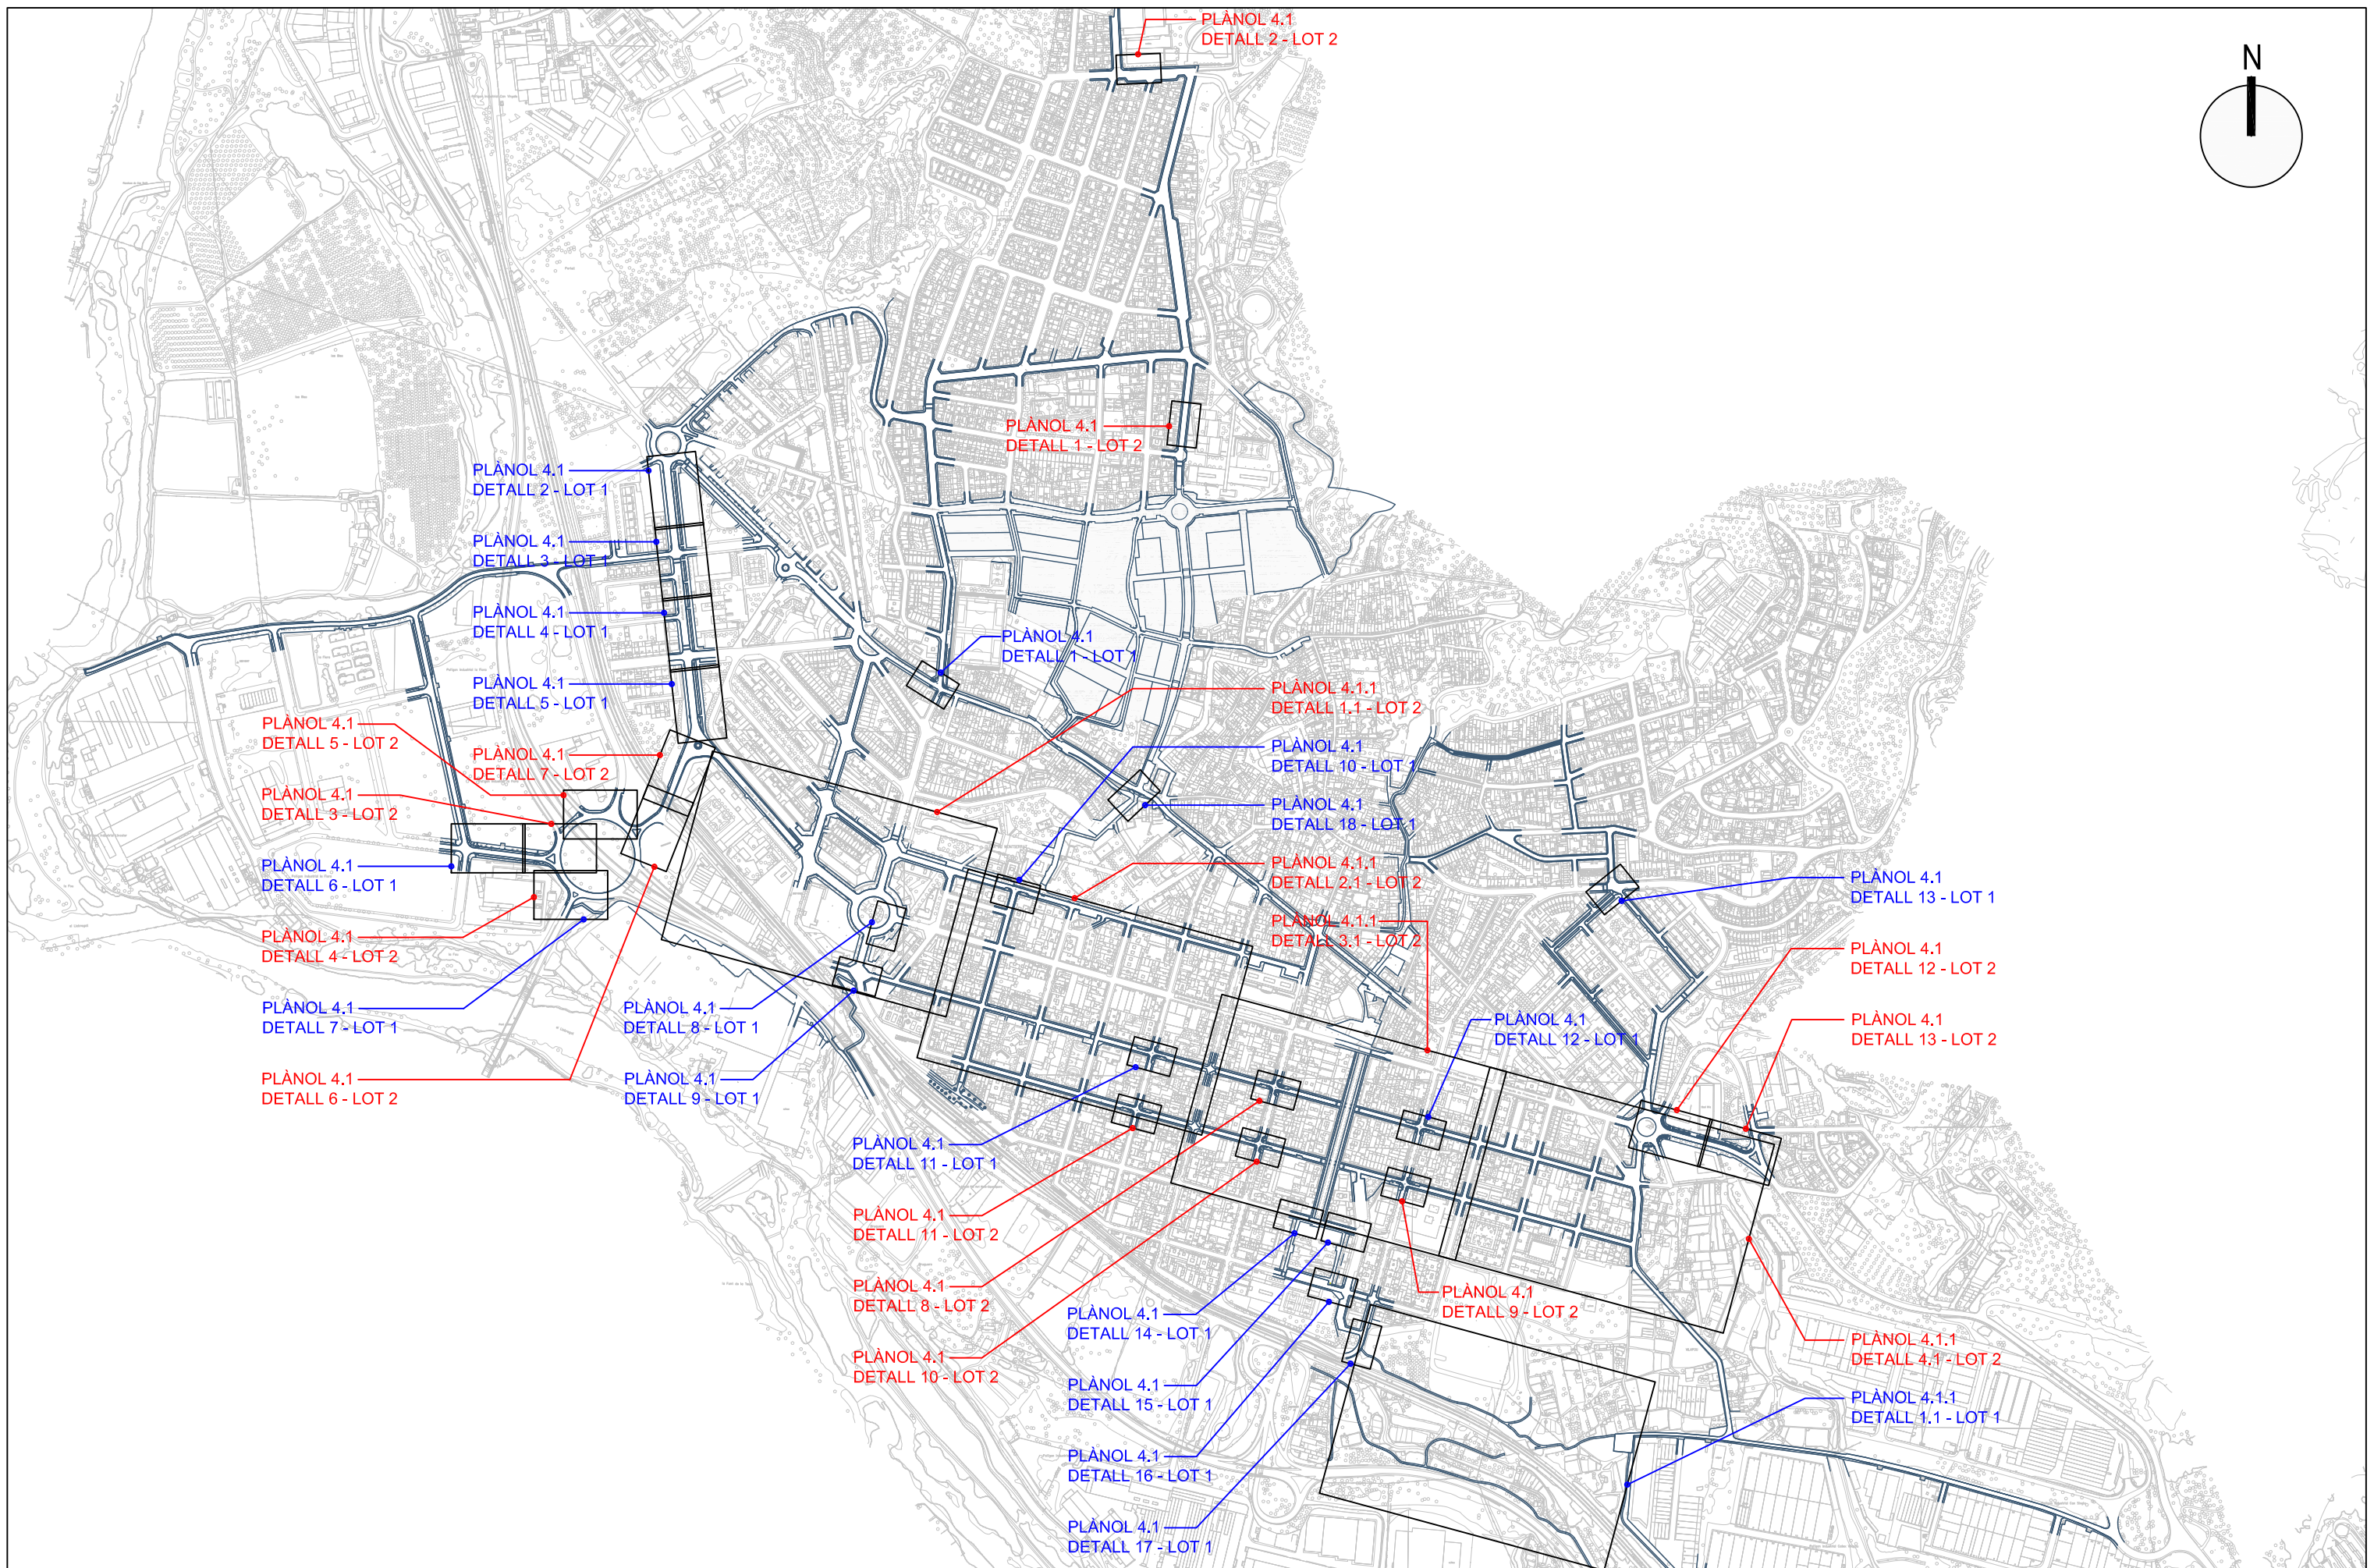 PLÀNOL 4.1
DETALL 2 - LOT 2
N
PLÀNOL 4.1
DETALL 1 - LOT 2
PLÀNOL 4.1
DETALL 2 - LOT 1
PLÀNOL 4.1
DETALL 3 - LOT 1
PLÀNOL 4.1
DETALL 4 - LOT 1
PLÀNOL 4.1
DETALL 1 - LOT 1
PLÀNOL 4.1
DETALL 5 - LOT 1
PLÀNOL 4.1.1
DETALL 1.1 - LOT 2
PLÀNOL 4.1
DETALL 5 - LOT 2
PLÀNOL 4.1
DETALL 7 - LOT 2
PLÀNOL 4.1
DETALL 10 - LOT 1
PLÀNOL 4.1
DETALL 3 - LOT 2
PLÀNOL 4.1
DETALL 18 - LOT 1
PLÀNOL 4.1
DETALL 6 - LOT 1
PLÀNOL 4.1.1
DETALL 2.1 - LOT 2
PLÀNOL 4.1
DETALL 13 - LOT 1
PLÀNOL 4.1.1
DETALL 3.1 - LOT 2
PLÀNOL 4.1
DETALL 4 - LOT 2
PLÀNOL 4.1
DETALL 12 - LOT 2
PLÀNOL 4.1
DETALL 7 - LOT 1
PLÀNOL 4.1
DETALL 8 - LOT 1
PLÀNOL 4.1
DETALL 12 - LOT 1
PLÀNOL 4.1
DETALL 13 - LOT 2
PLÀNOL 4.1
DETALL 6 - LOT 2
PLÀNOL 4.1
DETALL 9 - LOT 1
PLÀNOL 4.1
DETALL 11 - LOT 1
PLÀNOL 4.1
DETALL 11 - LOT 2
PLÀNOL 4.1
DETALL 8 - LOT 2
PLÀNOL 4.1
DETALL 9 - LOT 2
PLÀNOL 4.1
DETALL 14 - LOT 1
PLÀNOL 4.1.1
DETALL 4.1 - LOT 2
PLÀNOL 4.1
DETALL 10 - LOT 2
PLÀNOL 4.1
DETALL 15 - LOT 1
PLÀNOL 4.1.1
DETALL 1.1 - LOT 1
PLÀNOL 4.1
DETALL 16 - LOT 1
PLÀNOL 4.1
DETALL 17 - LOT 1